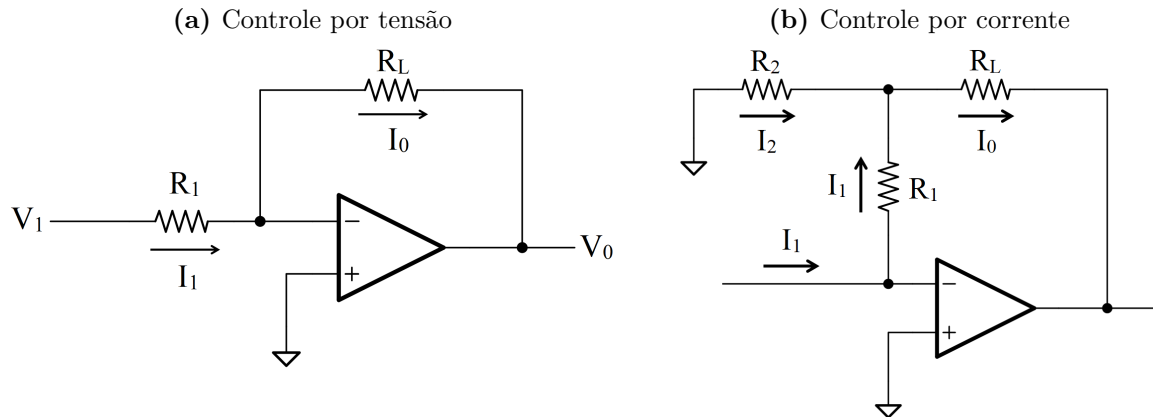 (a) Controle por tensão
R_L
I_0
R_1
V_1
I_1
−
+
V_0
(b) Controle por corrente
R_2
R_L
I_2
I_0
I_1
R_1
I_1
−
+